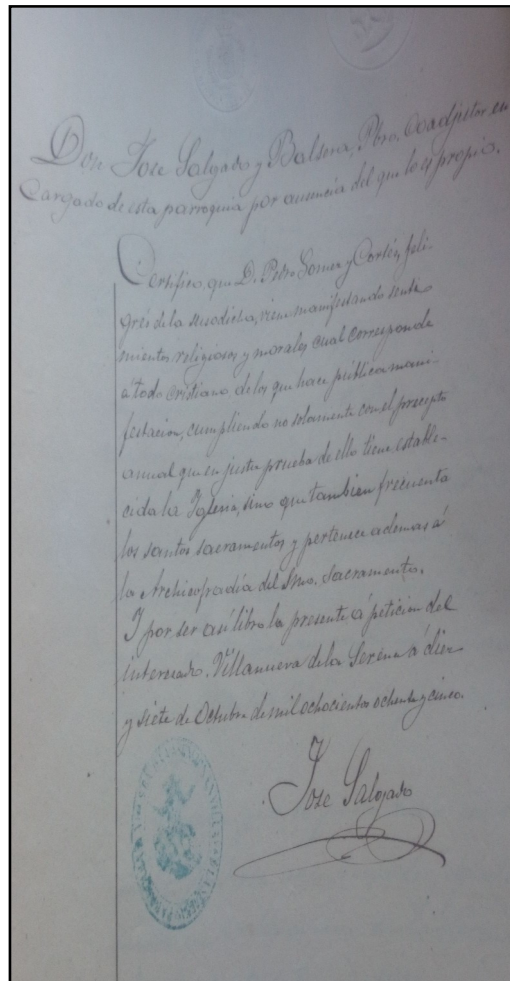 Don Jose Salgado y Balsera, Pbro. Coadjutor en
Cargado de esta parroquia por ausencia del que lo es propio.
Certifico, que D. Pedro Gomez y Cortés, feli-
grés de la susodicha, viene manifestando senti-
mientos religiosos y morales cual corresponde
a todo cristiano de los que hace pública mani-
festacion, cumpliendo no solamente con el precepto
anual que en justa prueba de ello tiene estable-
cida la Iglesia, sino que tambien frecuenta
los santos sacramentos y pertenece ademas á
la Archicofradia del Smo. Sacramento.
Y por ser así libro la presente á peticion del
interesado. Villanueva de la Serena á diez
y siete de Octubre de mil ochocientos ochenta y cinco.
Jose Salgado